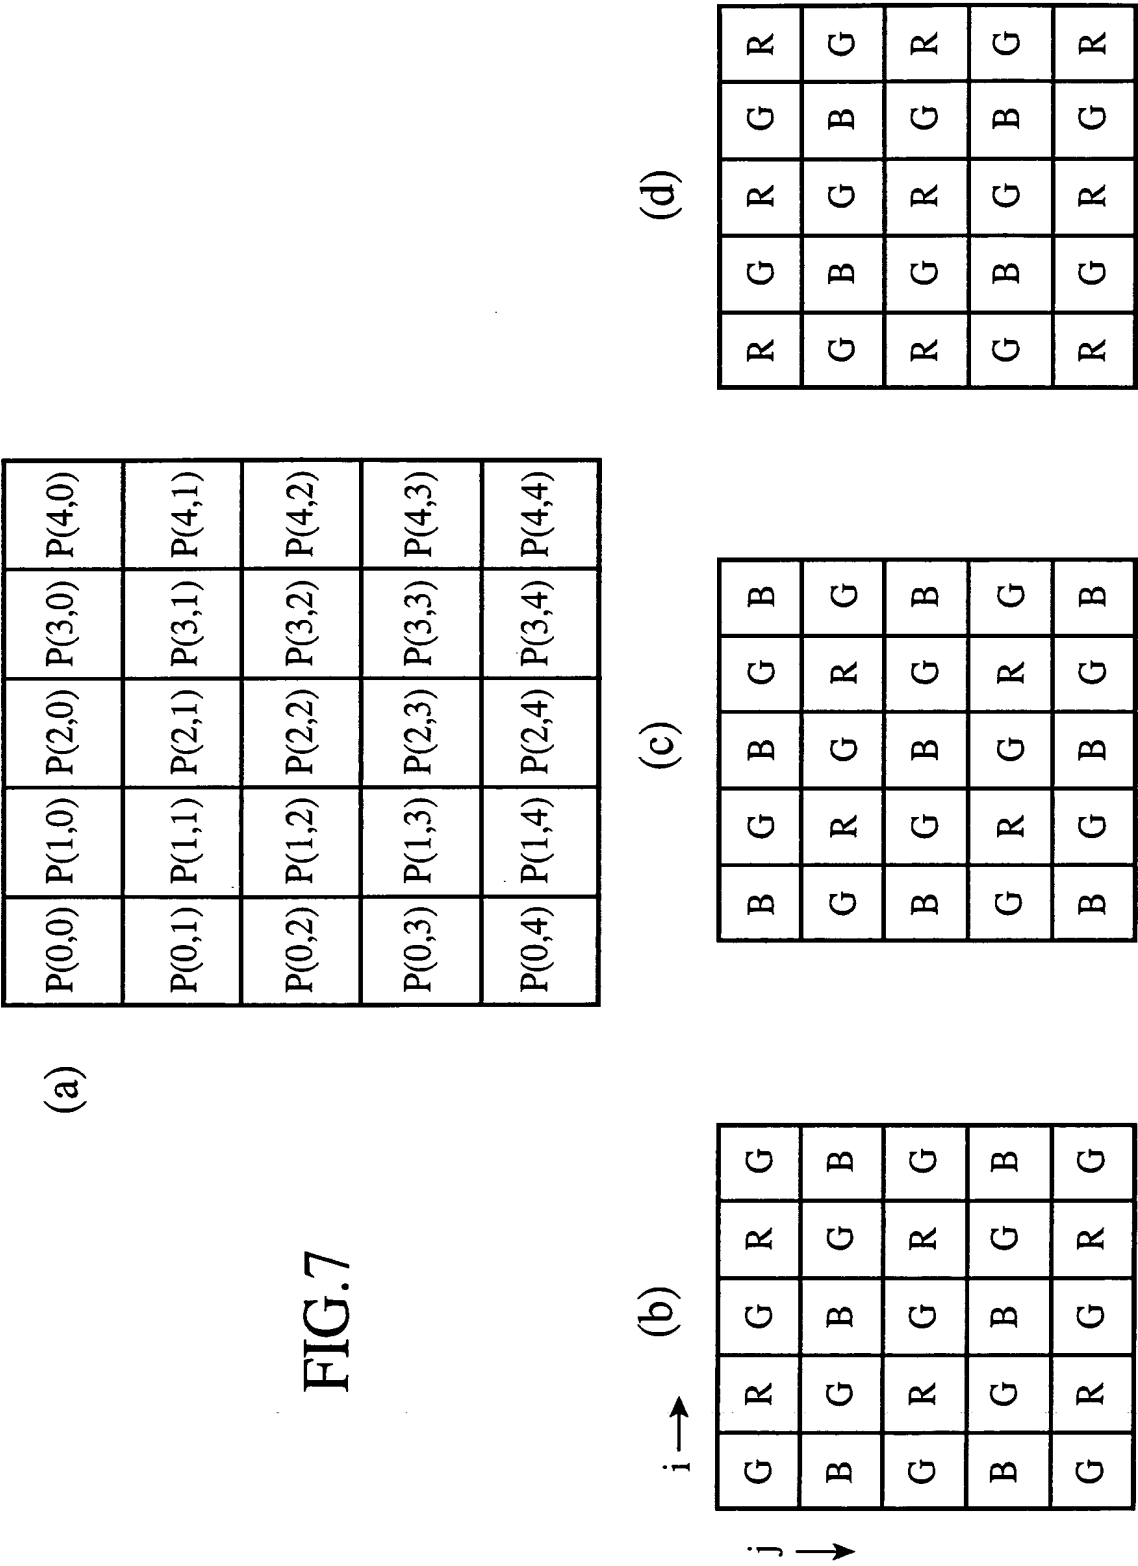 FIG.7
(a)
P(0,0) P(1,0) P(2,0) P(3,0) P(4,0)
P(0,1) P(1,1) P(2,1) P(3,1) P(4,1)
P(0,2) P(1,2) P(2,2) P(3,2) P(4,2)
P(0,3) P(1,3) P(2,3) P(3,3) P(4,3)
P(0,4) P(1,4) P(2,4) P(3,4) P(4,4)
(b)
i
j
G R G R G
B G B G B
G R G R G
B G B G B
G R G R G
(c)
B G B G B
G R G R G
B G B G B
G R G R G
B G B G B
(d)
R G R G R
G B G B G
R G R G R
G B G B G
R G R G R